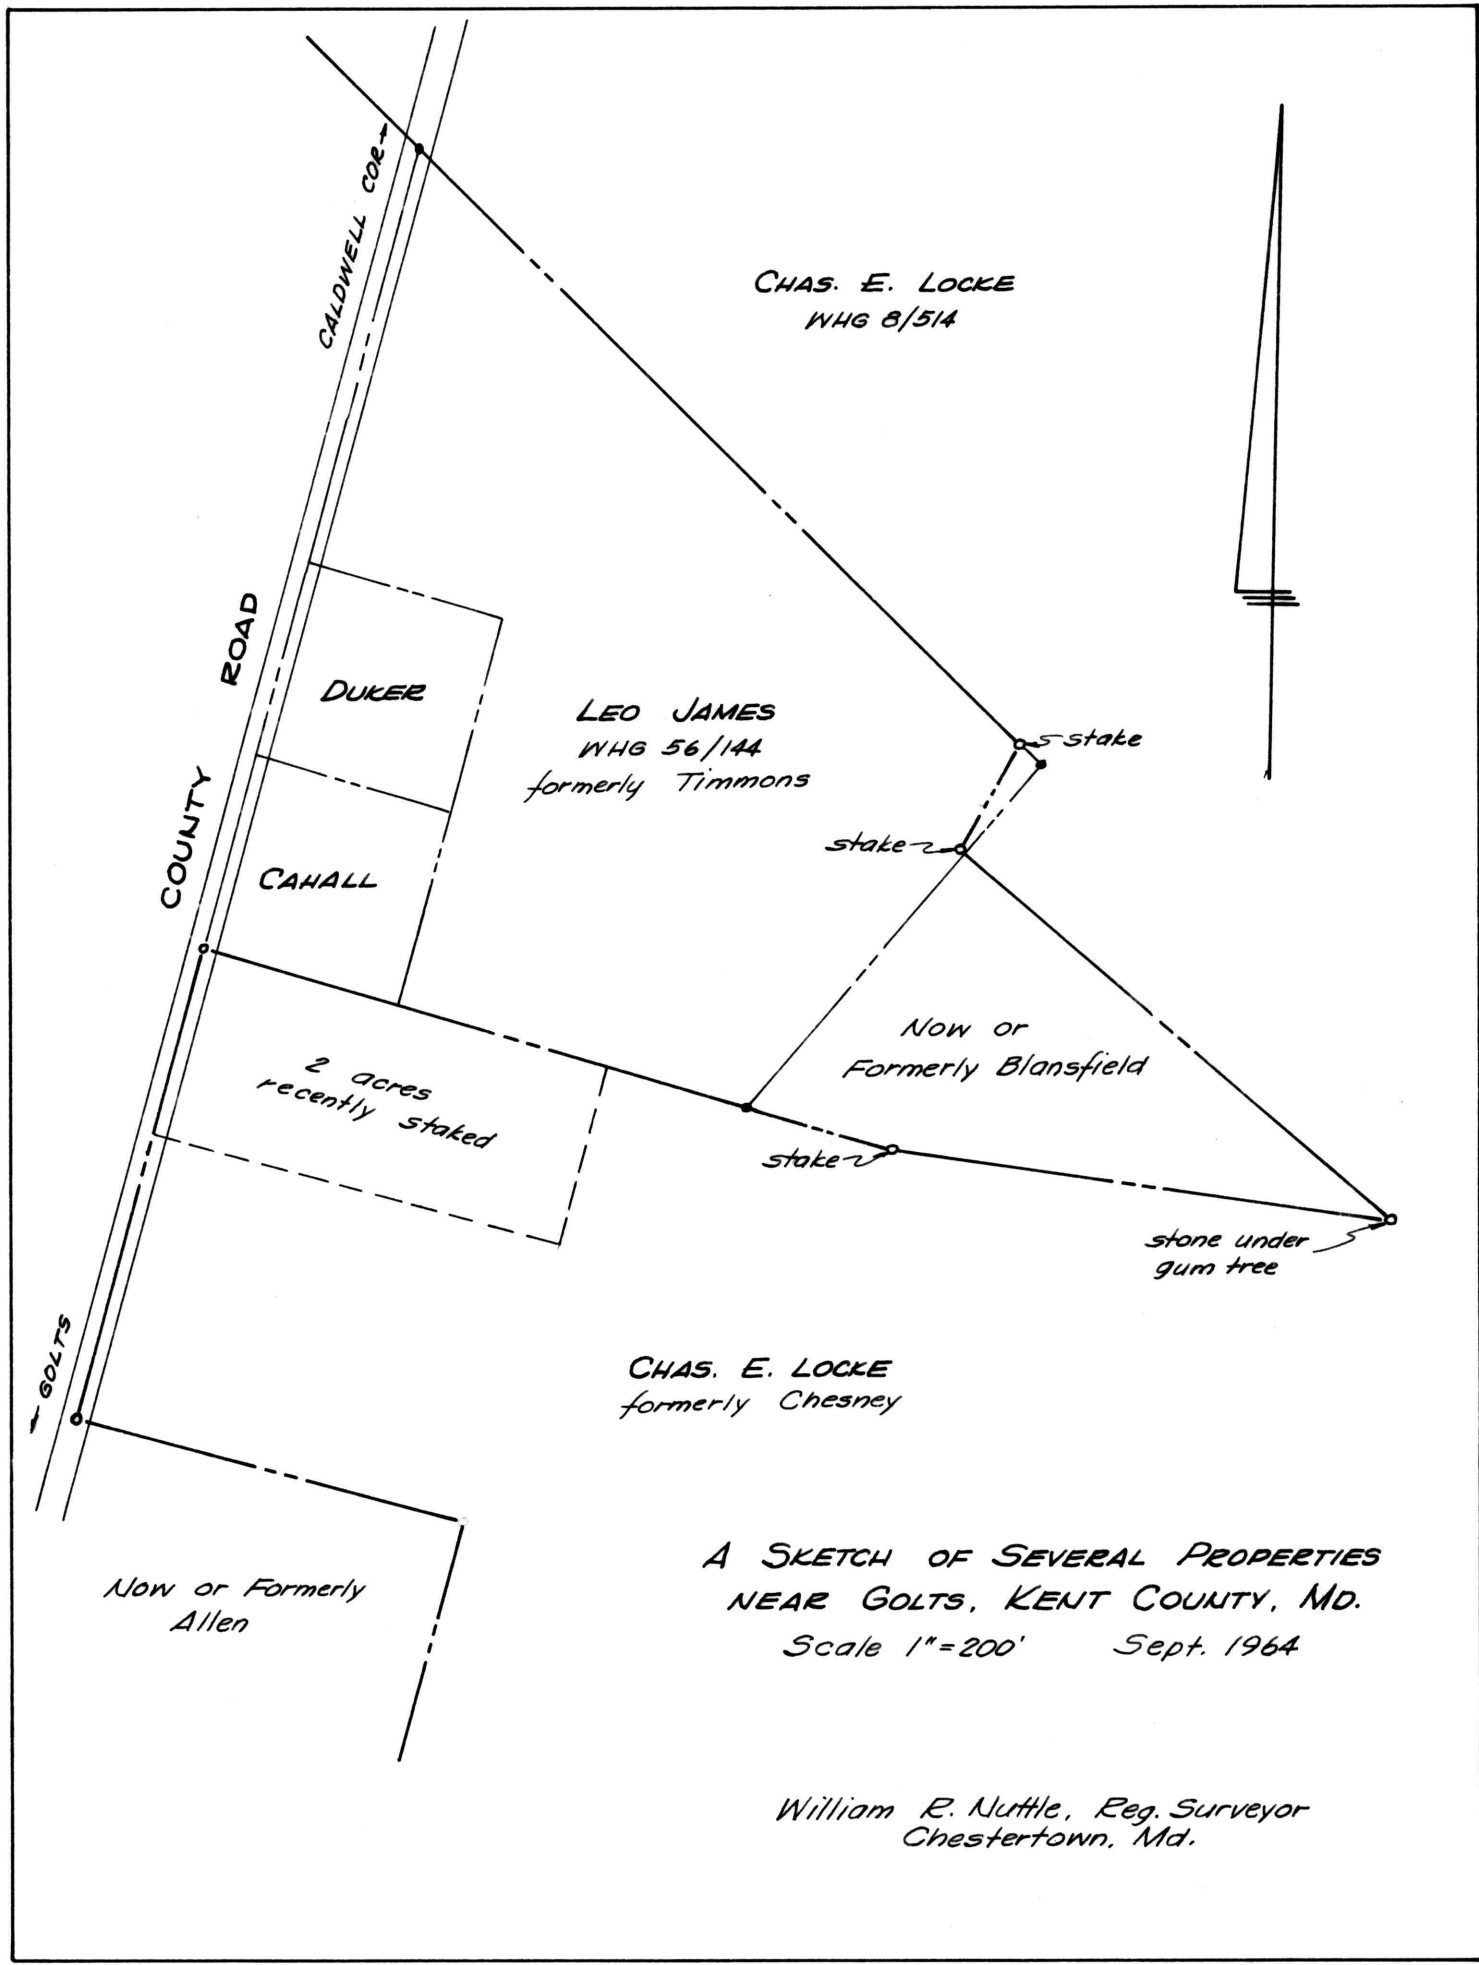 CALDWELL COR
CHAS. E. LOCKE
WHG 8/514
COUNTY ROAD
DUKER
LEO JAMES
WHG 56/144
formerly Timmons
stake
stake
CAHALL
Now or
Formerly Blansfield
2 acres
recently staked
stake
stone under
gum tree
GOLTS
CHAS. E. LOCKE
formerly Chesney
Now or Formerly
Allen
A SKETCH OF SEVERAL PROPERTIES
NEAR GOLTS, KENT COUNTY, MD.
Scale 1"=200' Sept. 1964
William R. Nuttle, Reg. Surveyor
Chestertown, Md.